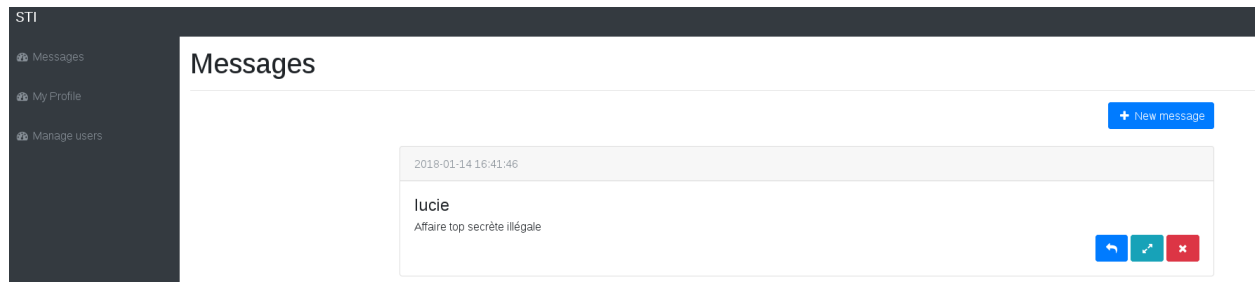 STI
Messages
My Profile
Manage users
Messages
New message
2018-01-14 16:41:46
lucie
Affaire top secrète illégale